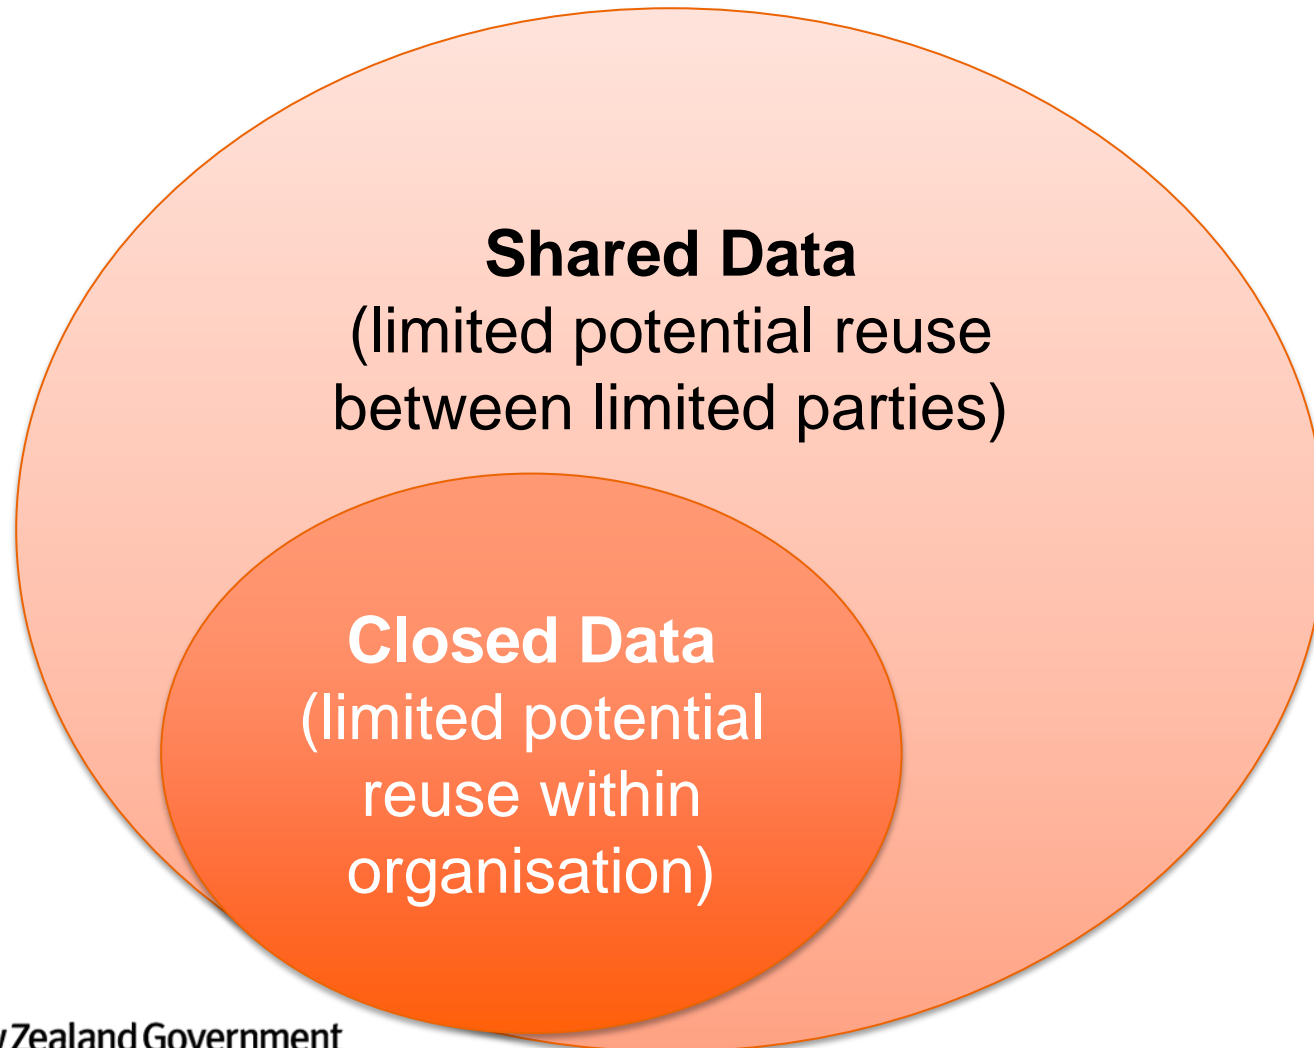 Shared Data
(limited potential reuse
between limited parties)
Closed Data
(limited potential
reuse within
organisation)
Zealand Government